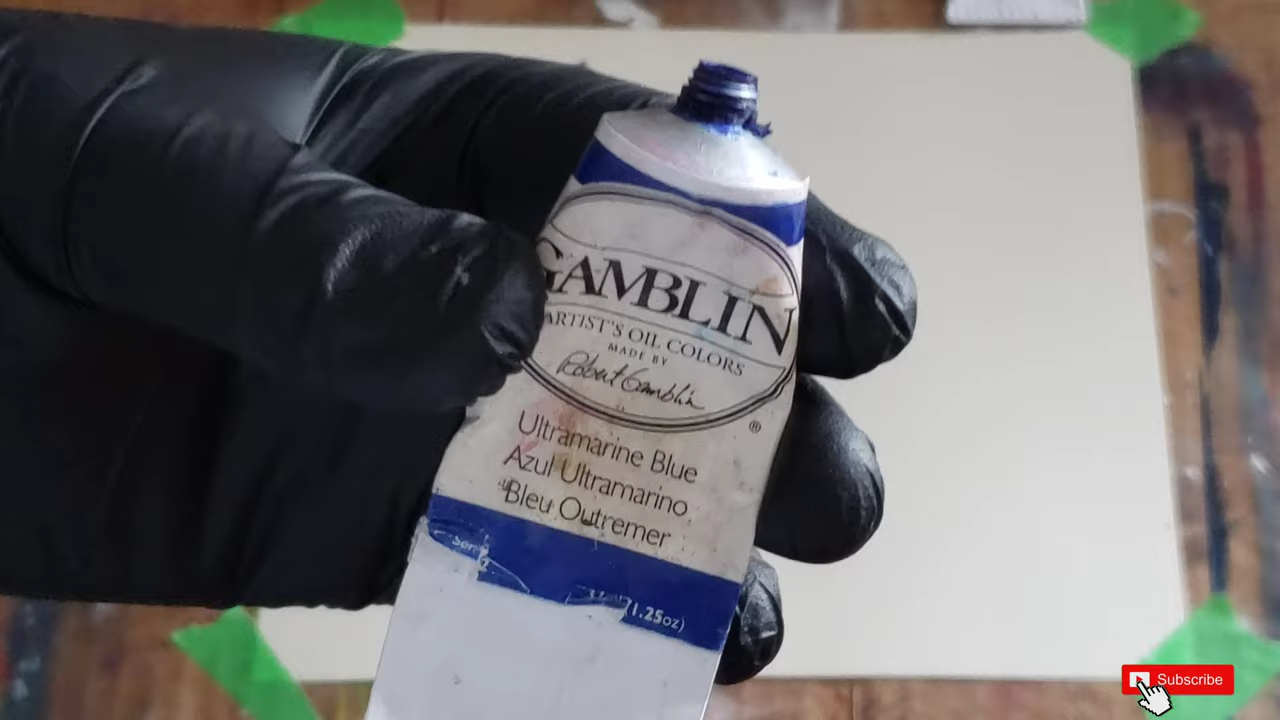 GAMBLIN
ARTIST'S OIL COLORS
MADE BY
Robert Gamblin
®
Ultramarine Blue
Azul Ultramarino
Bleu Outremer
(1.25oz)
Subscribe